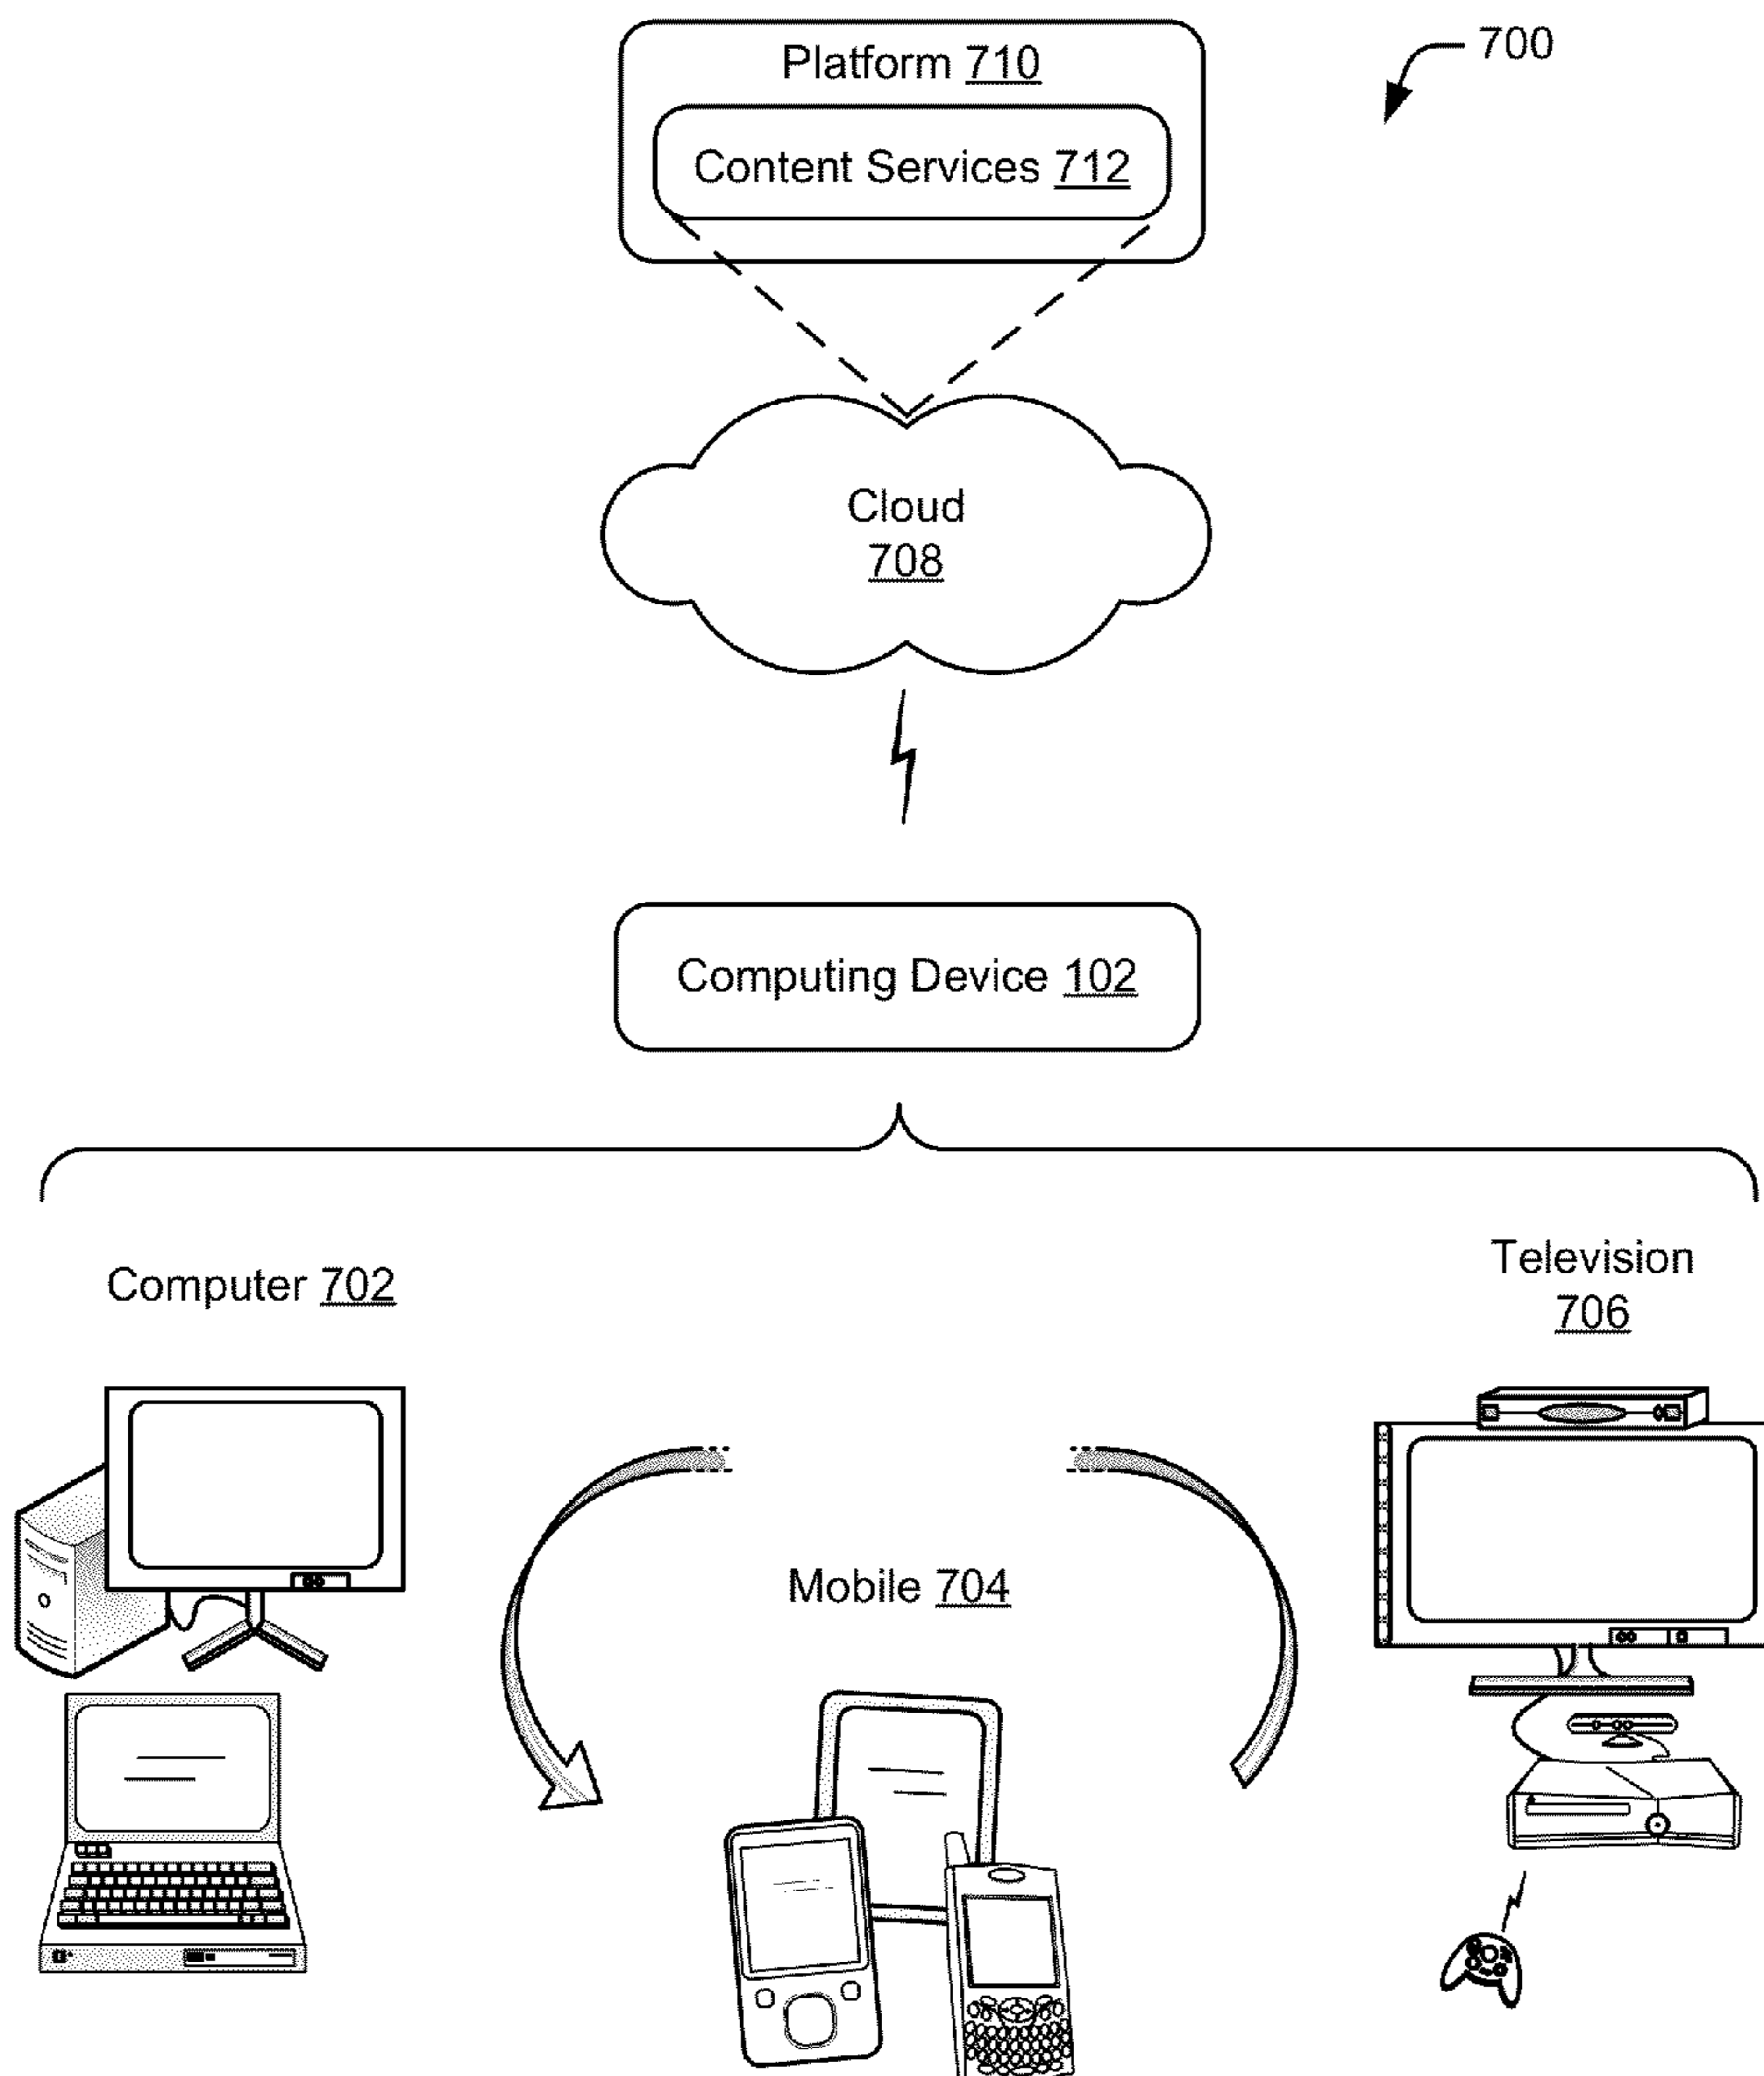 Platform 710
700
Content Services 712
Cloud
708
Computing Device 102
Computer 702
Television
706
Mobile 704